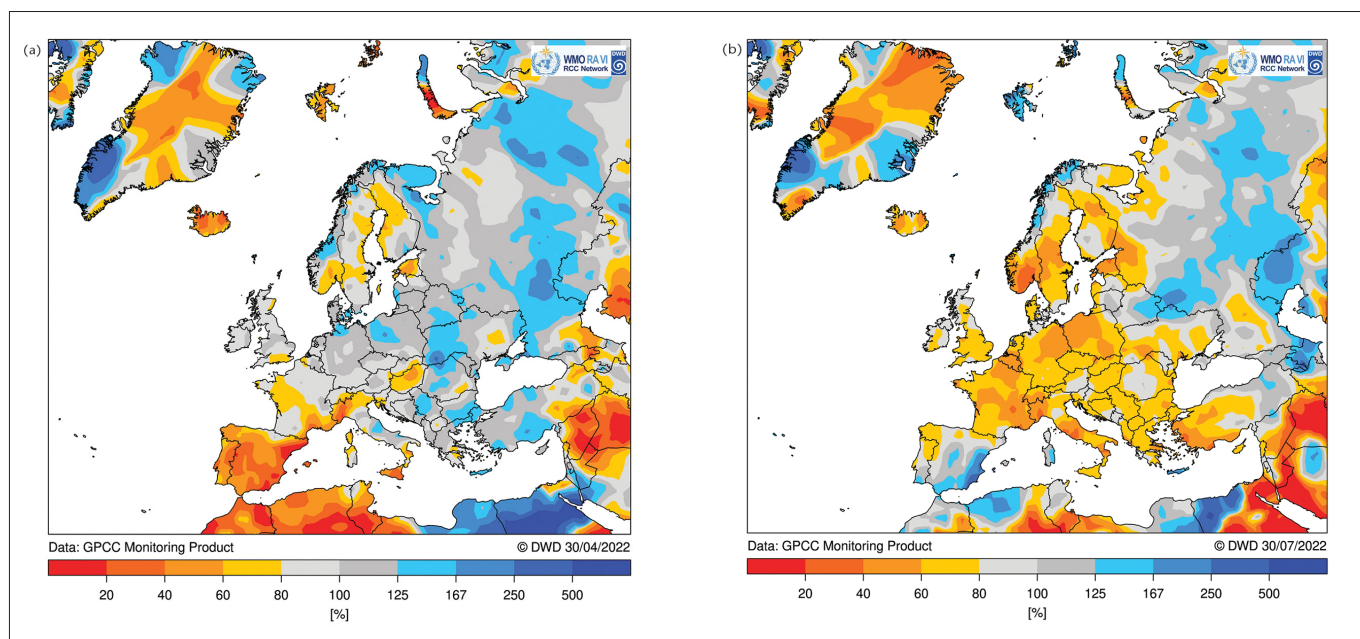 (a)
WMO RA VI
RCC Network
DWD
Data: GPCC Monitoring Product
© DWD 30/04/2022
20 40 60 80 100 125 167 250 500
[%]
(b)
WMO RA VI
RCC Network
DWD
Data: GPCC Monitoring Product
© DWD 30/07/2022
20 40 60 80 100 125 167 250 500
[%]